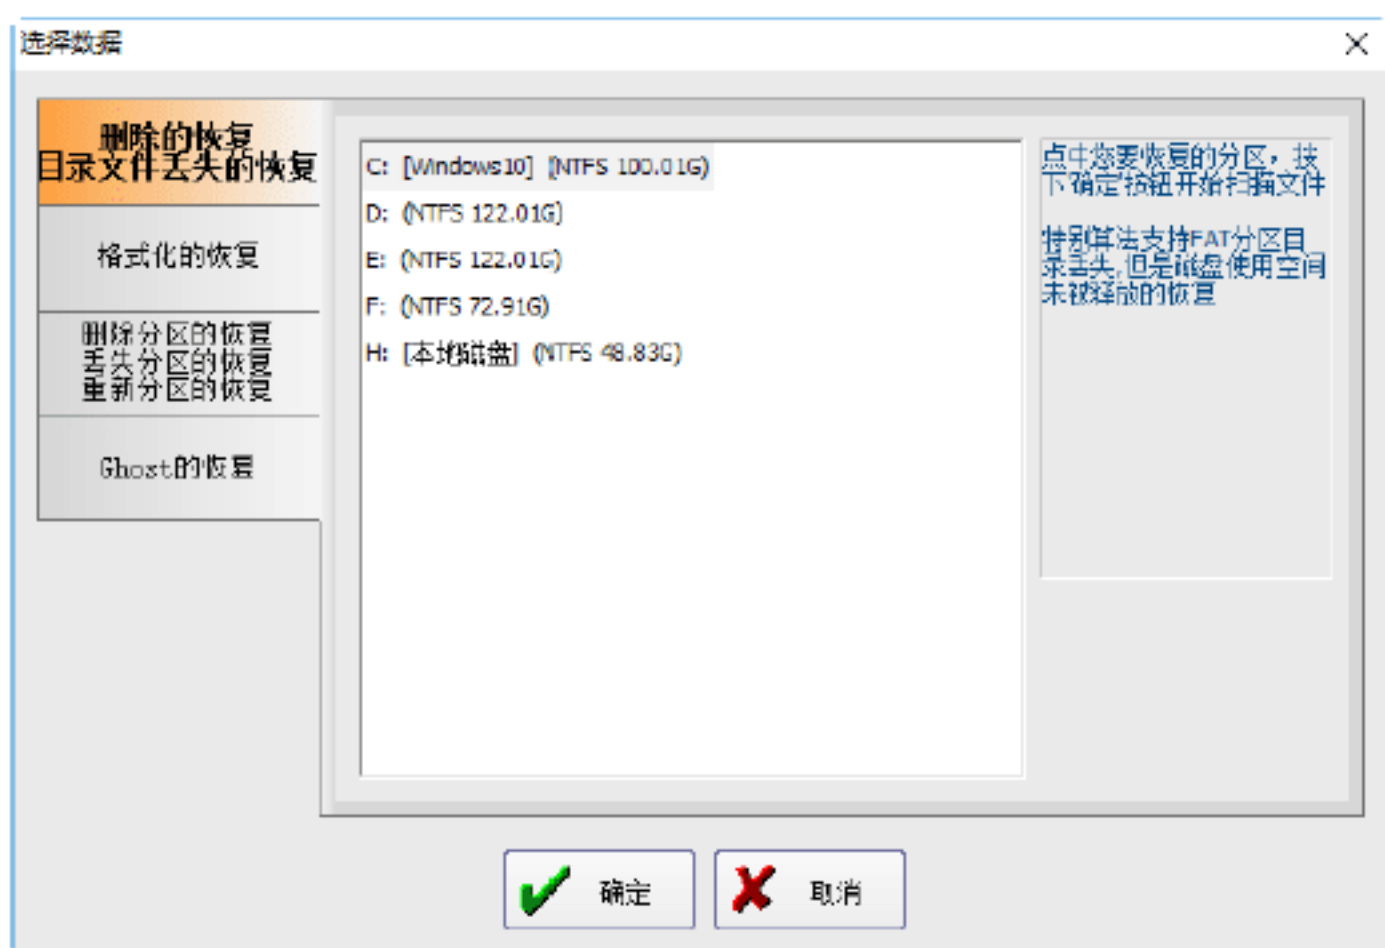 选择数据
删除的恢复
目录文件丢失的恢复
格式化的恢复
删除分区的恢复
丢失分区的恢复
重新分区的恢复
Ghost的恢复
C: [Windows10] (NTFS 100.01G)
D: (NTFS 122.01G)
E: (NTFS 122.01G)
F: (NTFS 72.91G)
H: [本地磁盘] (NTFS 48.83G)
点中您要恢复的分区，按
下'确定'按钮开始扫描文件
特别算法支持FAT分区目
录丢失,但是磁盘使用空间
未被释放的恢复
确定
取消